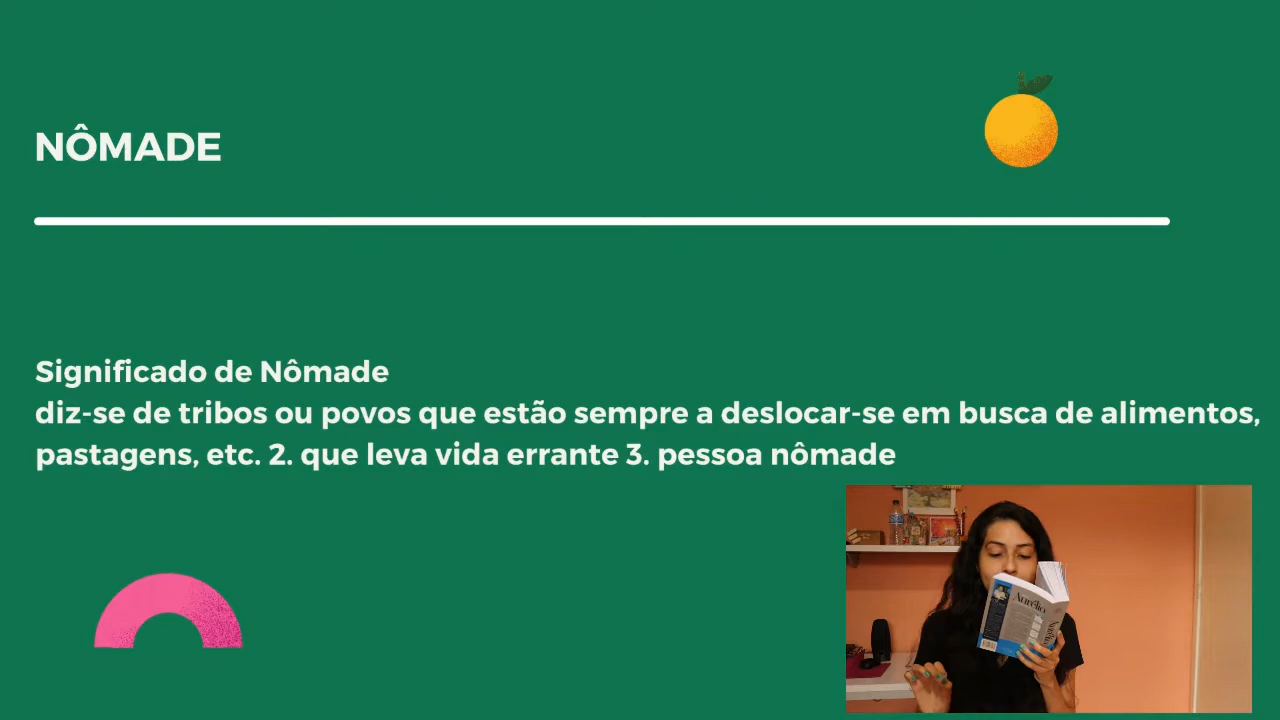 NÔMADE
Significado de Nômade
diz-se de tribos ou povos que estão sempre a deslocar-se em busca de alimentos,
pastagens, etc. 2. que leva vida errante 3. pessoa nômade
Aurélio
Aurélio